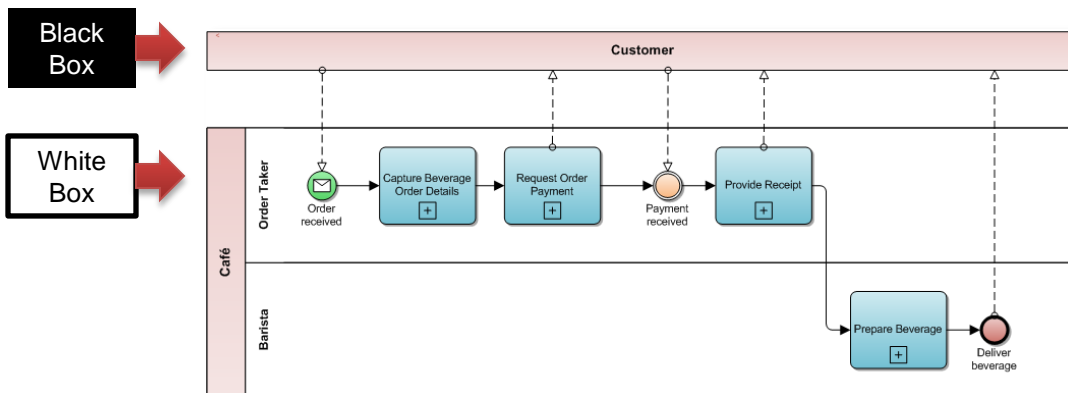 Black
Box
Customer
White
Box
Café
Order Taker
Order
received
Capture Beverage
Order Details
Request Order
Payment
Payment
received
Provide Receipt
Barista
Prepare Beverage
Deliver
beverage